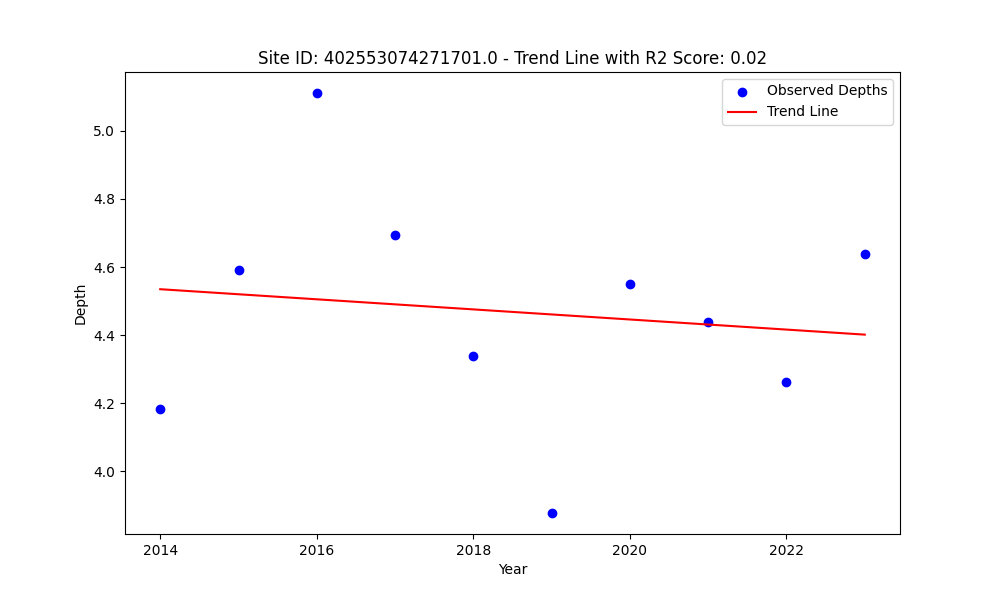 Site ID: 402553074271701.0 - Trend Line with R2 Score: 0.02
Observed Depths
Trend Line
5.0
4.8
4.6
4.4
4.2
4.0
Depth
2014
2016
2018
2020
2022
Year